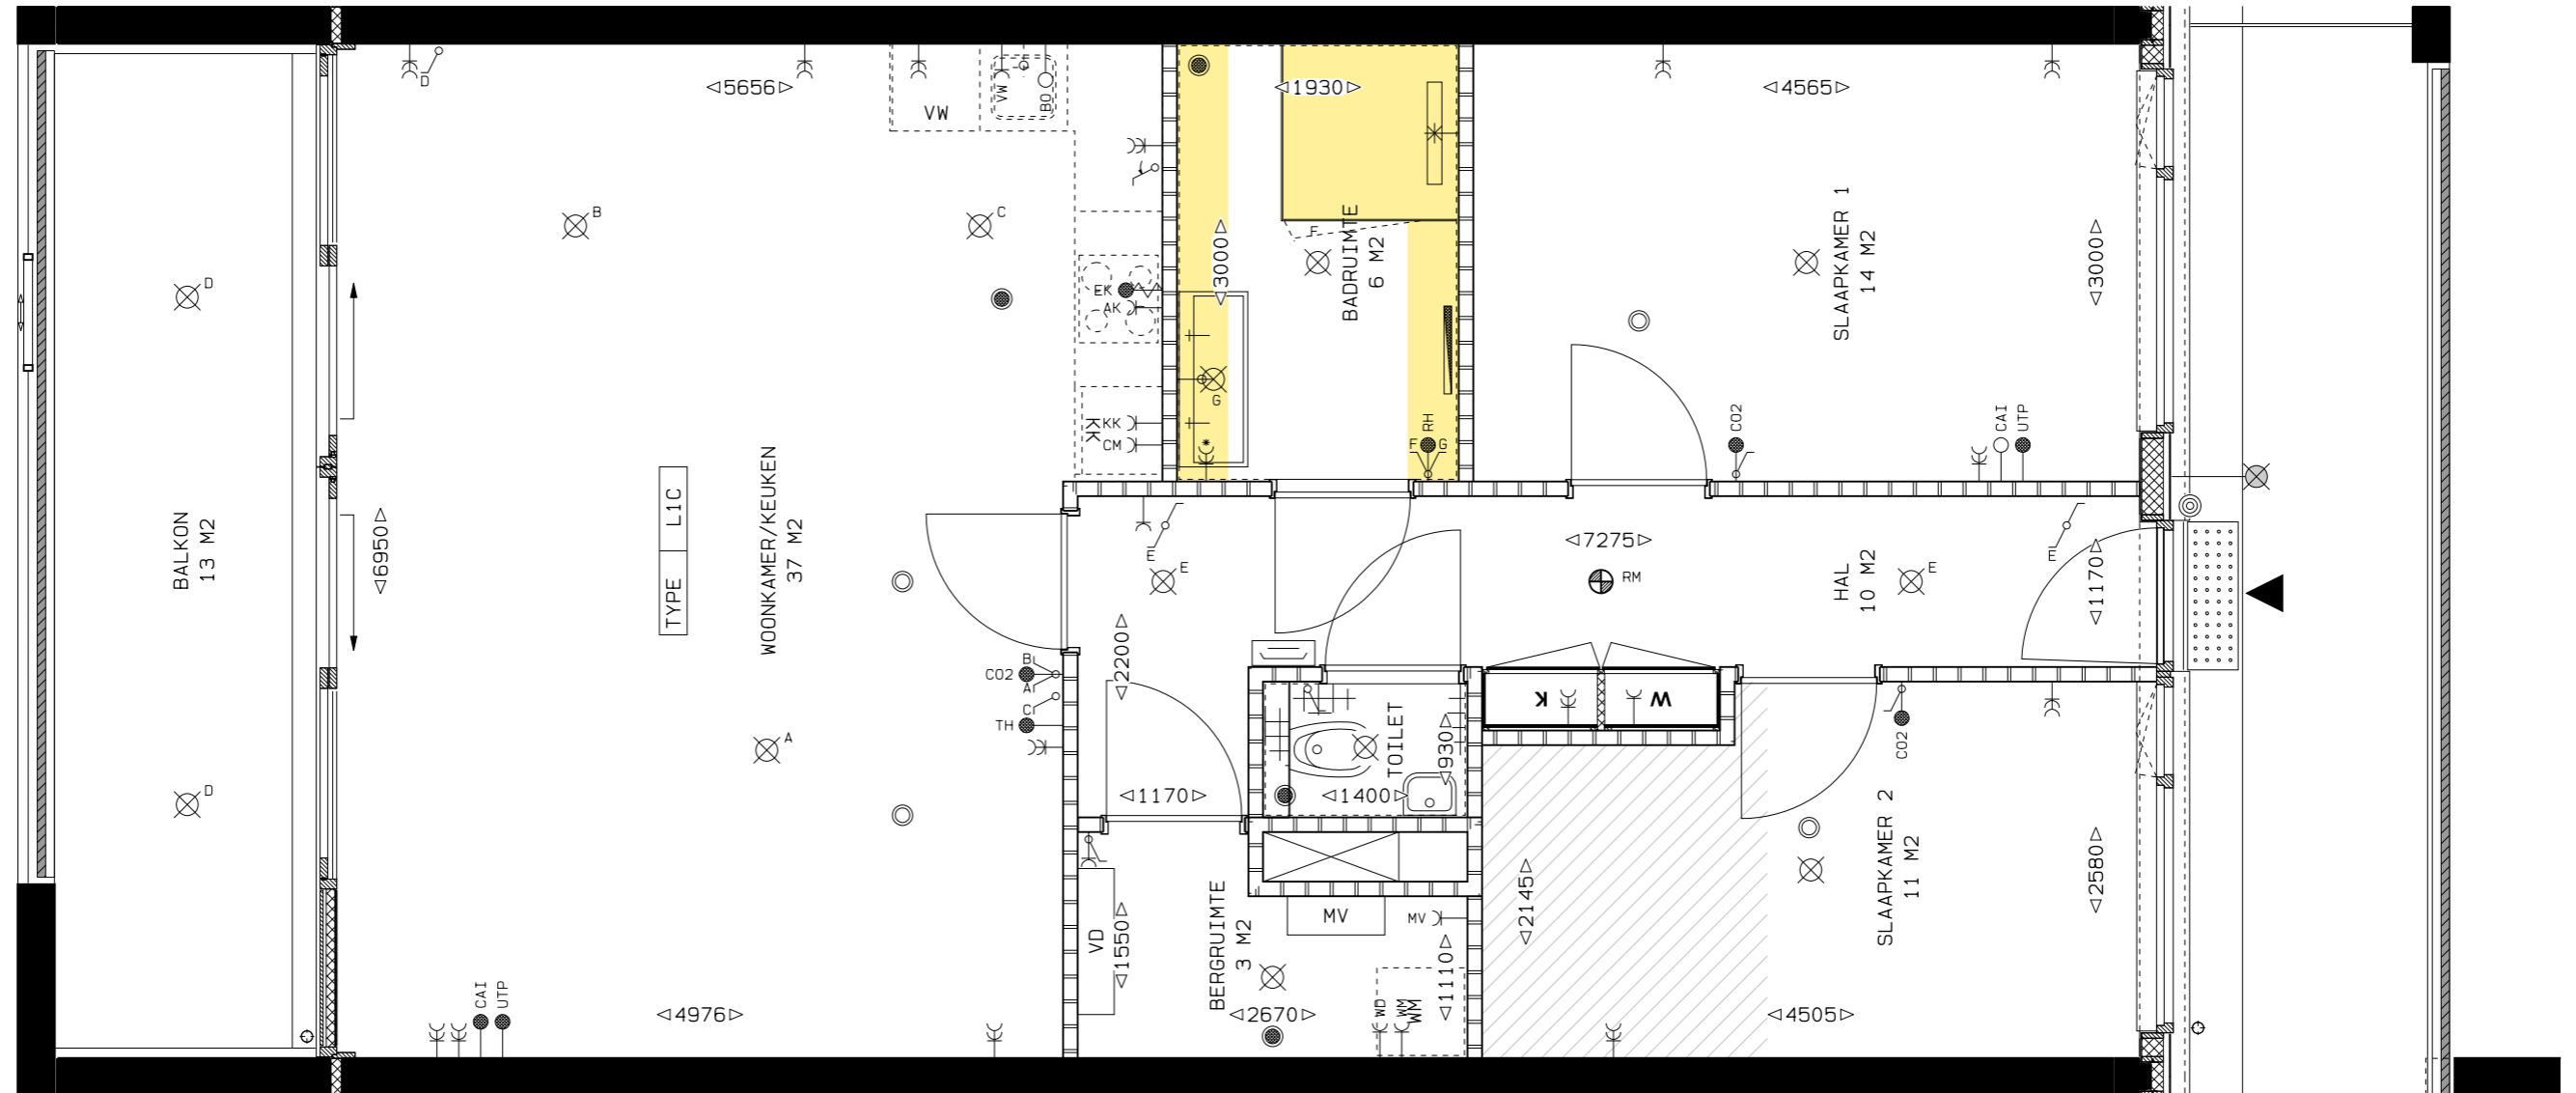 BALKON
13 M2
D
D
D
6950
5656
B
C
TYPE L1C
WOONKAMER/KEUKEN
37 M2
A
4976
CAI
UTP
VW
VW
BO
EK
AK
KK
KK
CM
CO2
B
A
C
TH
1930
3000
BADRUIMTE
6 M2
F
G
*
RH
F G
4565
SLAAPKAMER 1
14 M2
3000
CO2
CAI
UTP
E
E
7275
RM
HAL
10 M2
E
E
1170
2200
1170
TOILET
930
1400
K
W
CO2
VD
1550
BERGRUIMTE
3 M2
MV
MV
1110
2670
WD
WM
WM
2145
SLAAPKAMER 2
11 M2
2580
4505